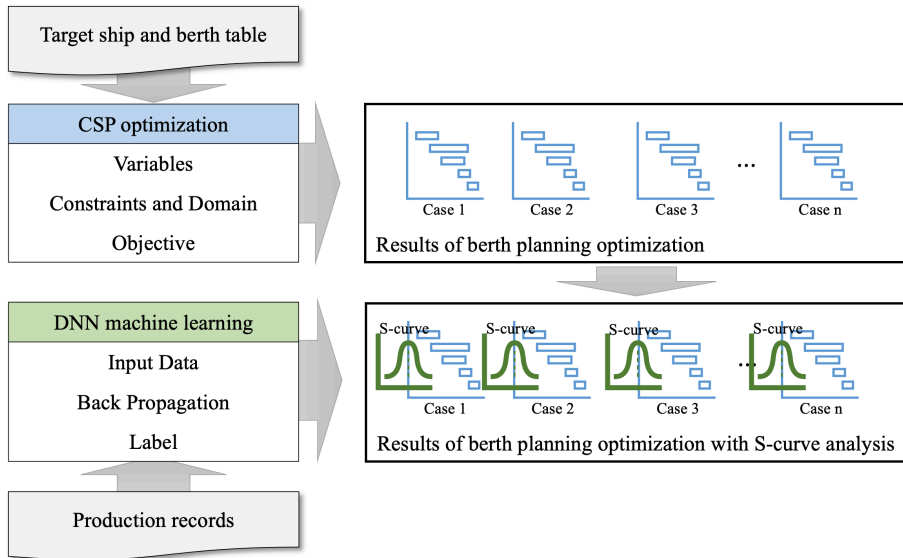 Target ship and berth table
CSP optimization
Variables
Constraints and Domain
Objective
Case 1
Case 2
Case 3
...
Case n
Results of berth planning optimization
DNN machine learning
Input Data
Back Propagation
Label
S-curve
S-curve
S-curve
...
S-curve
Case 1
Case 2
Case 3
Case n
Results of berth planning optimization with S-curve analysis
Production records